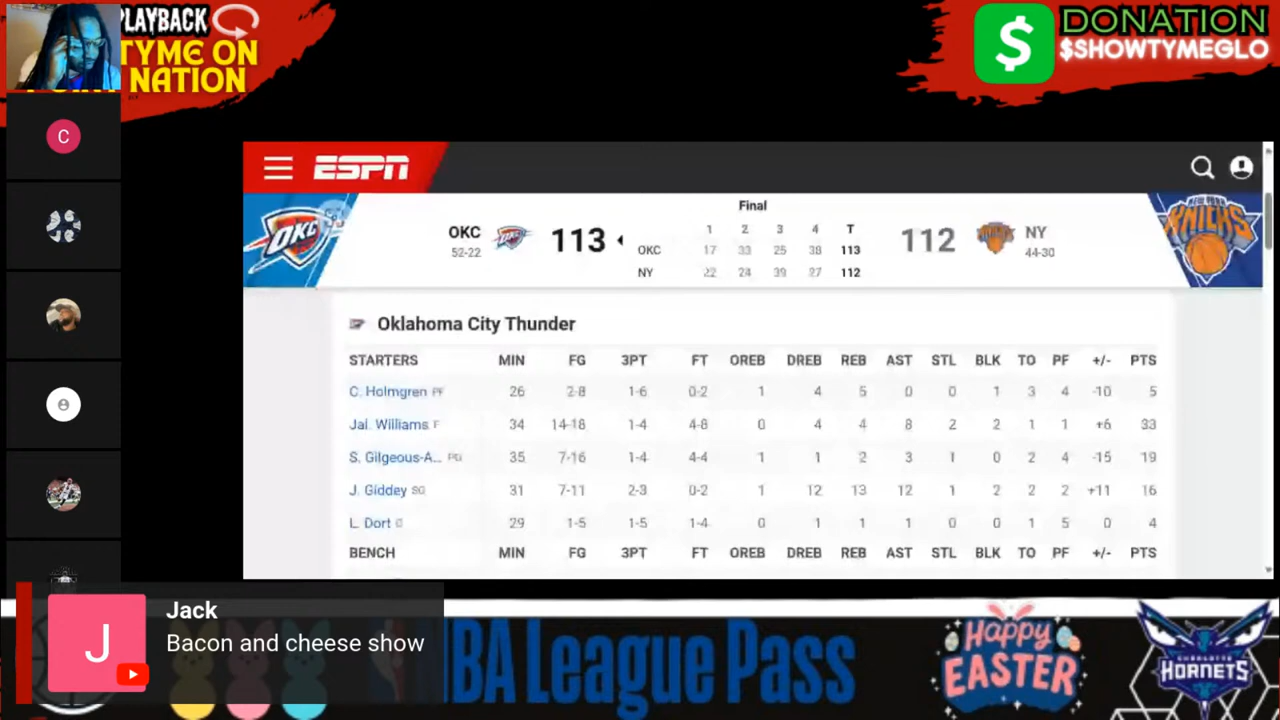 PLAYBACK
TYME ON
POINT NATION
DONATION
$SHOWTYMEGLO
C
ESPN
Final
OKC
52-22
113
1 2 3 4 T
OKC 17 33 25 38 113
NY 22 24 39 27 112
112
NY
44-30
OKC
NEW YORK
KNICKS
Oklahoma City Thunder
STARTERS MIN FG 3PT FT OREB DREB REB AST STL BLK TO PF +/- PTS
C. Holmgren PF 26 2-8 1-6 0-2 1 4 5 0 0 1 3 4 -10 5
Jal. Williams F 34 14-18 1-4 4-8 0 4 4 8 2 2 1 1 +6 33
S. Gilgeous-A... PG 35 7-16 1-4 4-4 1 1 2 3 1 0 2 4 -15 19
J. Giddey SG 31 7-11 2-3 0-2 1 12 13 12 1 2 2 2 +11 16
L. Dort G 29 1-5 1-5 1-4 0 1 1 1 0 0 1 5 0 4
BENCH MIN FG 3PT FT OREB DREB REB AST STL BLK TO PF +/- PTS
J
Jack
Bacon and cheese show
NBA League Pass
Happy
EASTER
CHARLOTTE
HORNETS